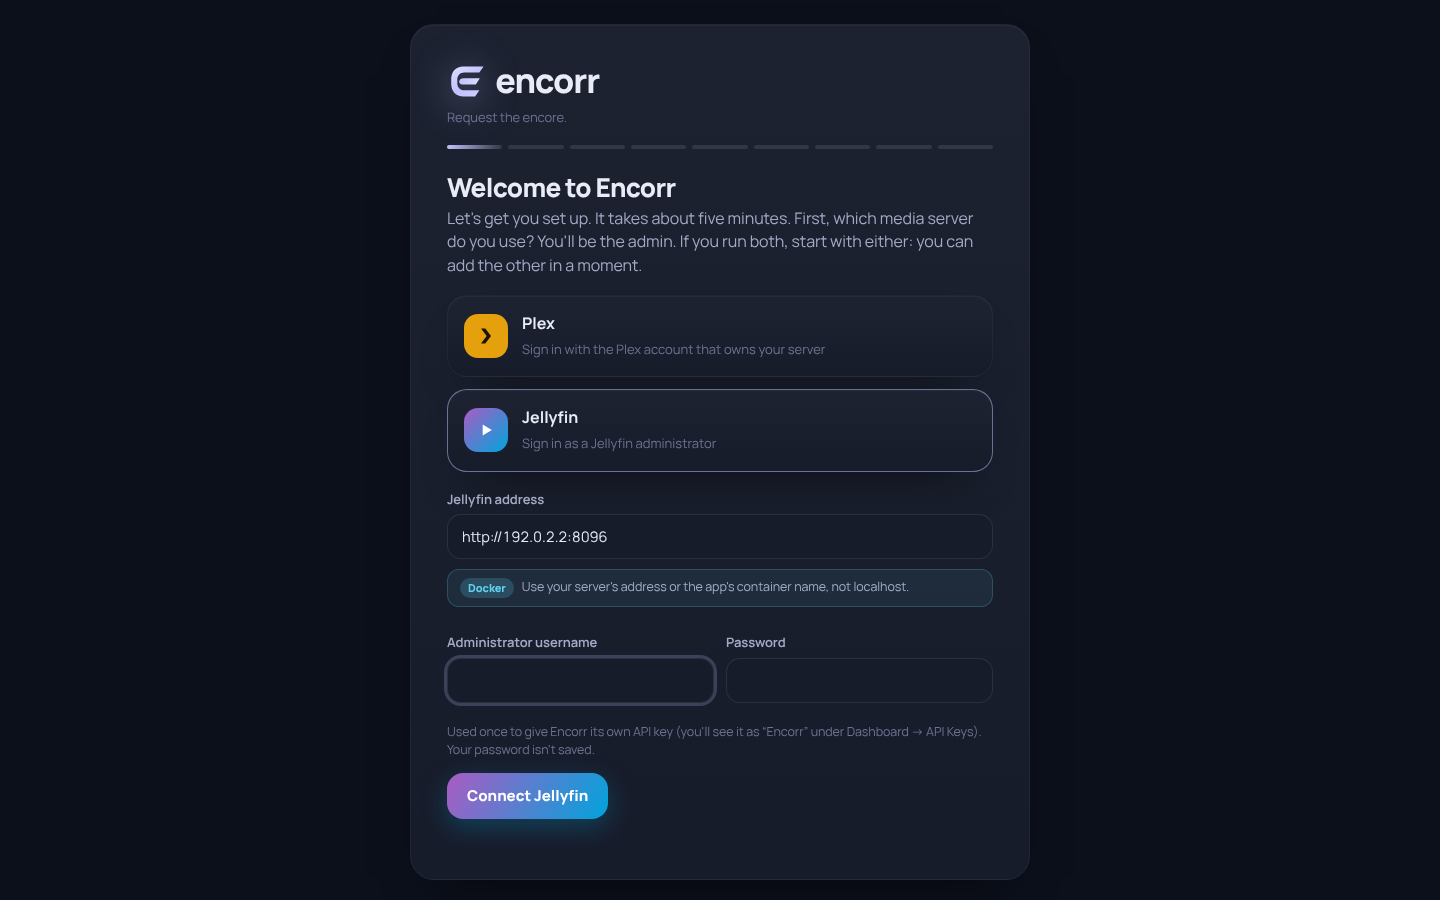 encorr
Request the encore.
Welcome to Encorr
Let's get you set up. It takes about five minutes. First, which media server
do you use? You'll be the admin. If you run both, start with either: you can
add the other in a moment.
Plex
Sign in with the Plex account that owns your server
Jellyfin
Sign in as a Jellyfin administrator
Jellyfin address
http://192.0.2.2:8096
Docker Use your server's address or the app's container name, not localhost.
Administrator username Password
Used once to give Encorr its own API key (you'll see it as “Encorr” under Dashboard → API Keys).
Your password isn't saved.
Connect Jellyfin